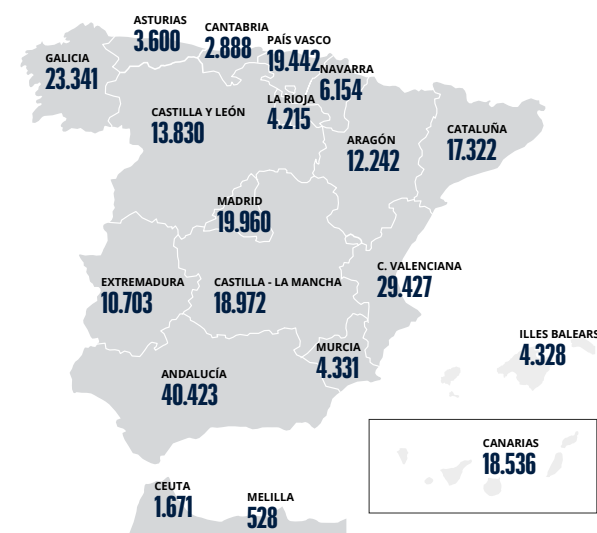 ASTURIAS
3.600
CANTABRIA
2.888
PAÍS VASCO
19.442
NAVARRA
6.154
GALICIA
23.341
LA RIOJA
4.215
CASTILLA Y LEÓN
13.830
ARAGÓN
12.242
CATALUÑA
17.322
MADRID
19.960
C. VALENCIANA
29.427
EXTREMADURA
10.703
CASTILLA - LA MANCHA
18.972
ILLES BALEARS
4.328
MURCIA
4.331
ANDALUCÍA
40.423
CANARIAS
18.536
CEUTA
1.671
MELILLA
528